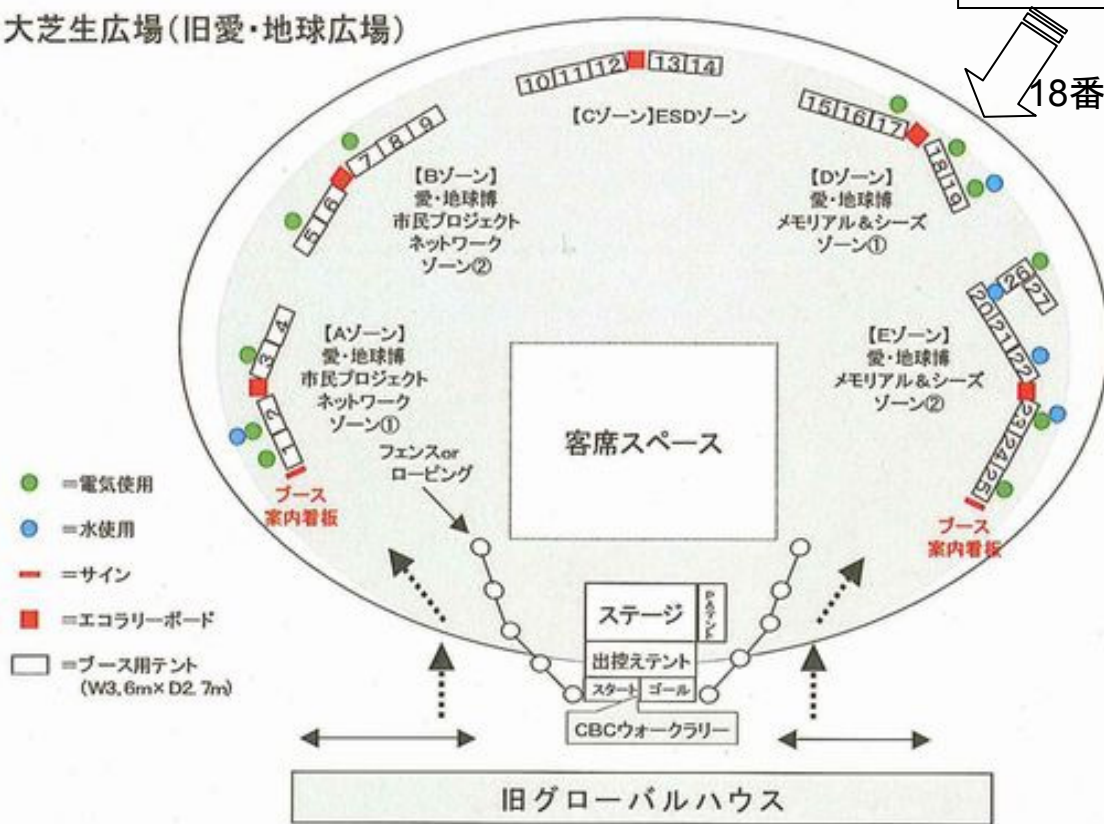 大芝生広場(旧愛・地球広場)
18番
10 11 12 13 14
【Cゾーン】ESDゾーン
15 16 17
18 19
7 8 9
5 6
【Bゾーン】
愛・地球博
市民プロジェクト
ネットワーク
ゾーン②
【Dゾーン】
愛・地球博
メモリアル&シーズ
ゾーン①
26 27
20 21 22
3 4
1 2
【Aゾーン】
愛・地球博
市民プロジェクト
ネットワーク
ゾーン①
【Eゾーン】
愛・地球博
メモリアル&シーズ
ゾーン②
23 24 25
客席スペース
フェンスor
ロービング
ブース
案内看板
ブース
案内看板
=電気使用
=水使用
=サイン
=エコラリーボード
=ブース用テント
(W3.6m×D2.7m)
ステージ
PAテント
出控えテント
スタート ゴール
CBCウォークラリー
旧グローバルハウス